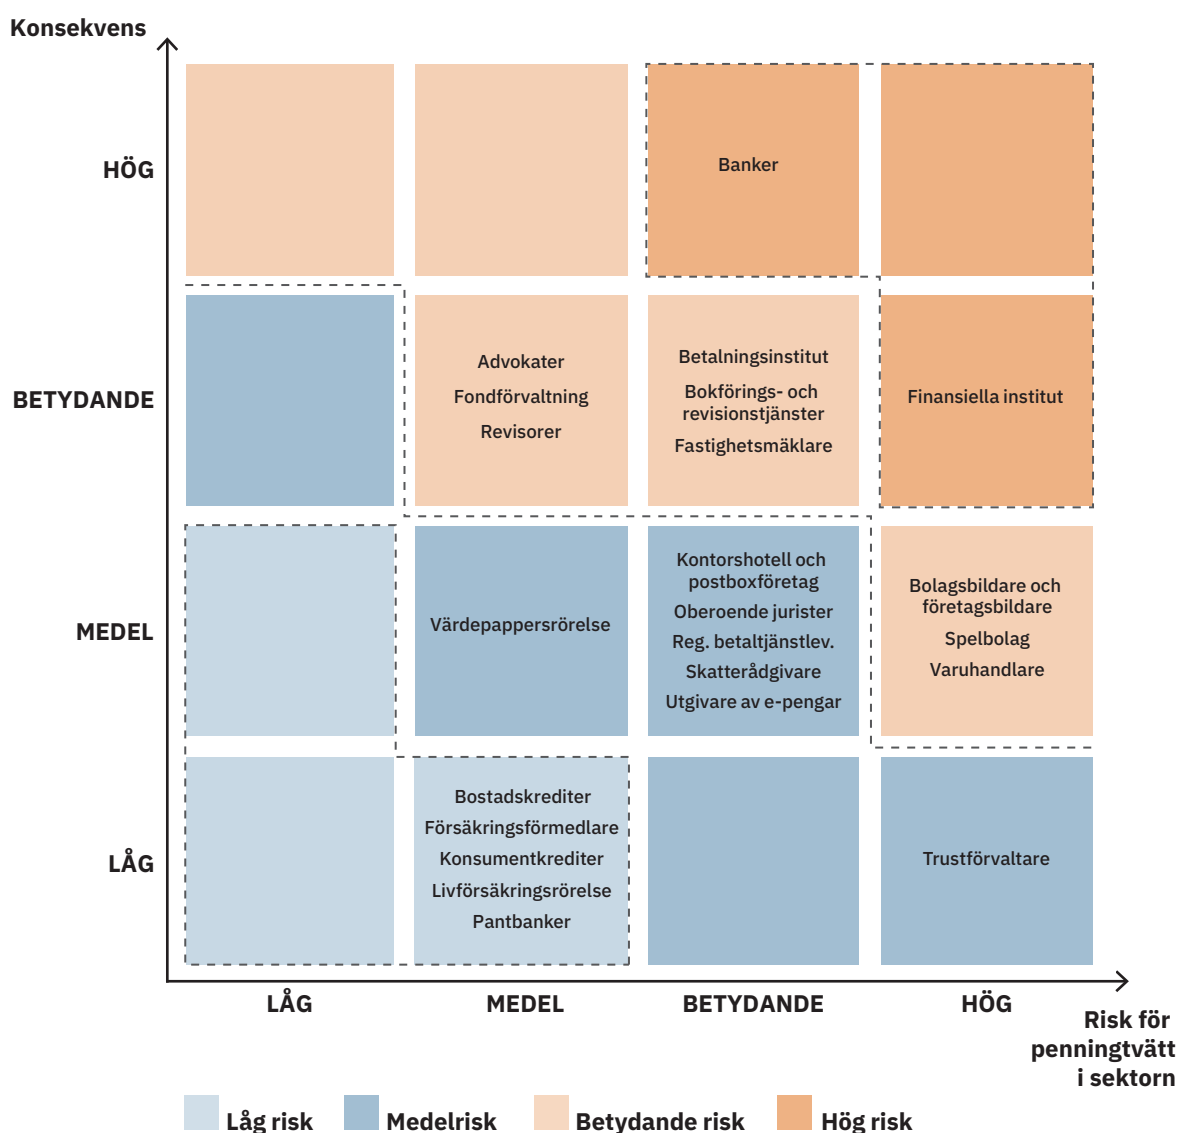 Konsekvens
HÖG
Banker
BETYDANDE
Advokater
Fondförvaltning
Revisorer
Betalningsinstitut
Bokförings- och
revisionstjänster
Fastighetsmäklare
Finansiella institut
MEDEL
Värdepappersrörelse
Kontorshotell och
postboxföretag
Oberoende jurister
Reg. betaltjänstlev.
Skatterådgivare
Utgivare av e-pengar
Bolagsbildare och
företagsbildare
Spelbolag
Varuhandlare
LÅG
Bostadskrediter
Försäkringsförmedlare
Konsumentkrediter
Livförsäkringsrörelse
Pantbanker
Trustförvaltare
LÅG
MEDEL
BETYDANDE
HÖG
Risk för
penningtvätt
i sektorn
Låg risk
Medelrisk
Betydande risk
Hög risk